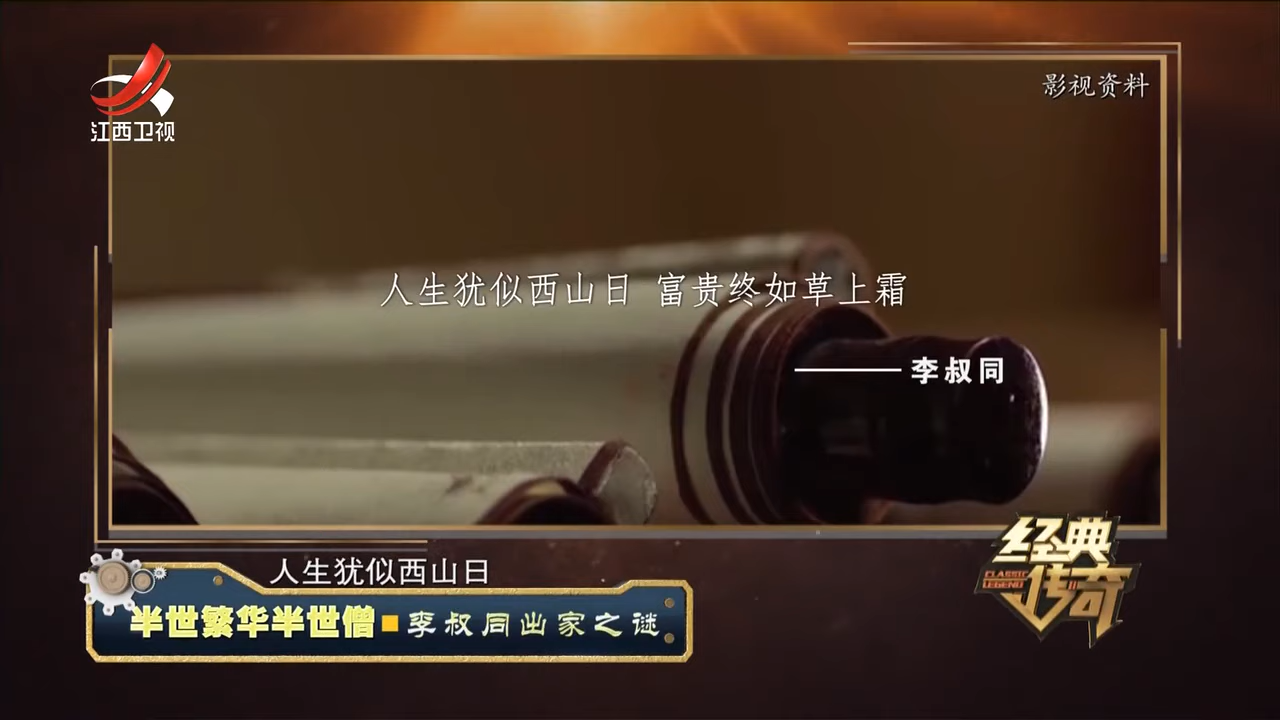 影视资料
江西卫视
人生犹似西山日 富贵终如草上霜
——李叔同
经典
CLASSIC
LEGEND
传奇
人生犹似西山日
半世繁华半世僧■李叔同出家之谜